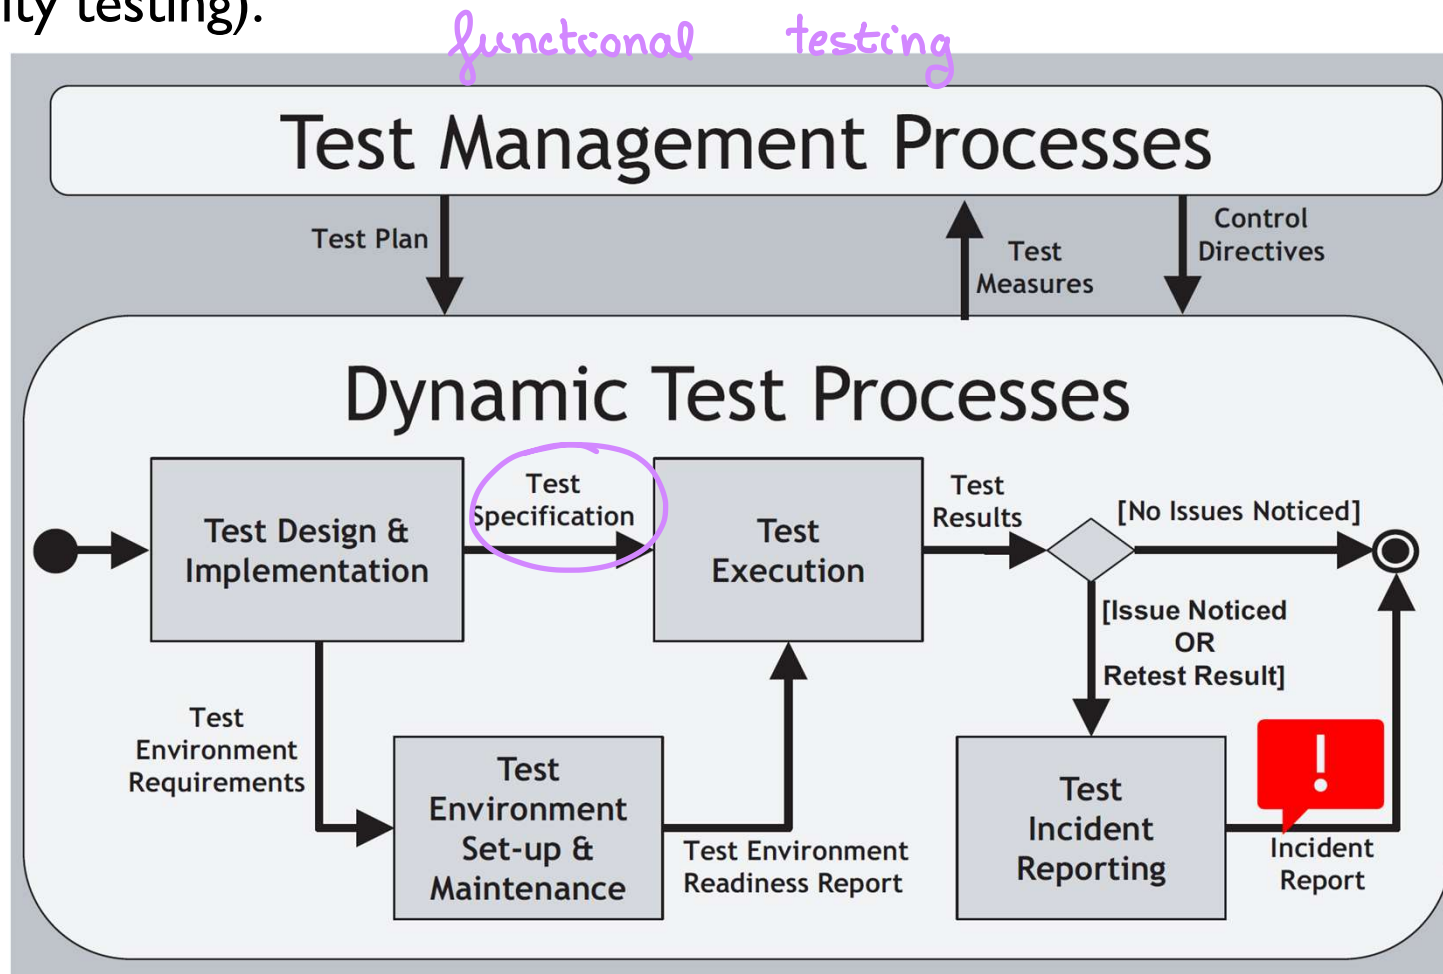 ity testing).
functional testing
Test Management Processes
Test Plan
Test
Measures
Control
Directives
Dynamic Test Processes
Test Design &
Implementation
Test
Specification
Test
Execution
Test
Results
[No Issues Noticed]
[Issue Noticed
OR
Retest Result]
Test
Environment
Requirements
Test
Environment
Set-up &
Maintenance
Test Environment
Readiness Report
Test
Incident
Reporting
!
Incident
Report